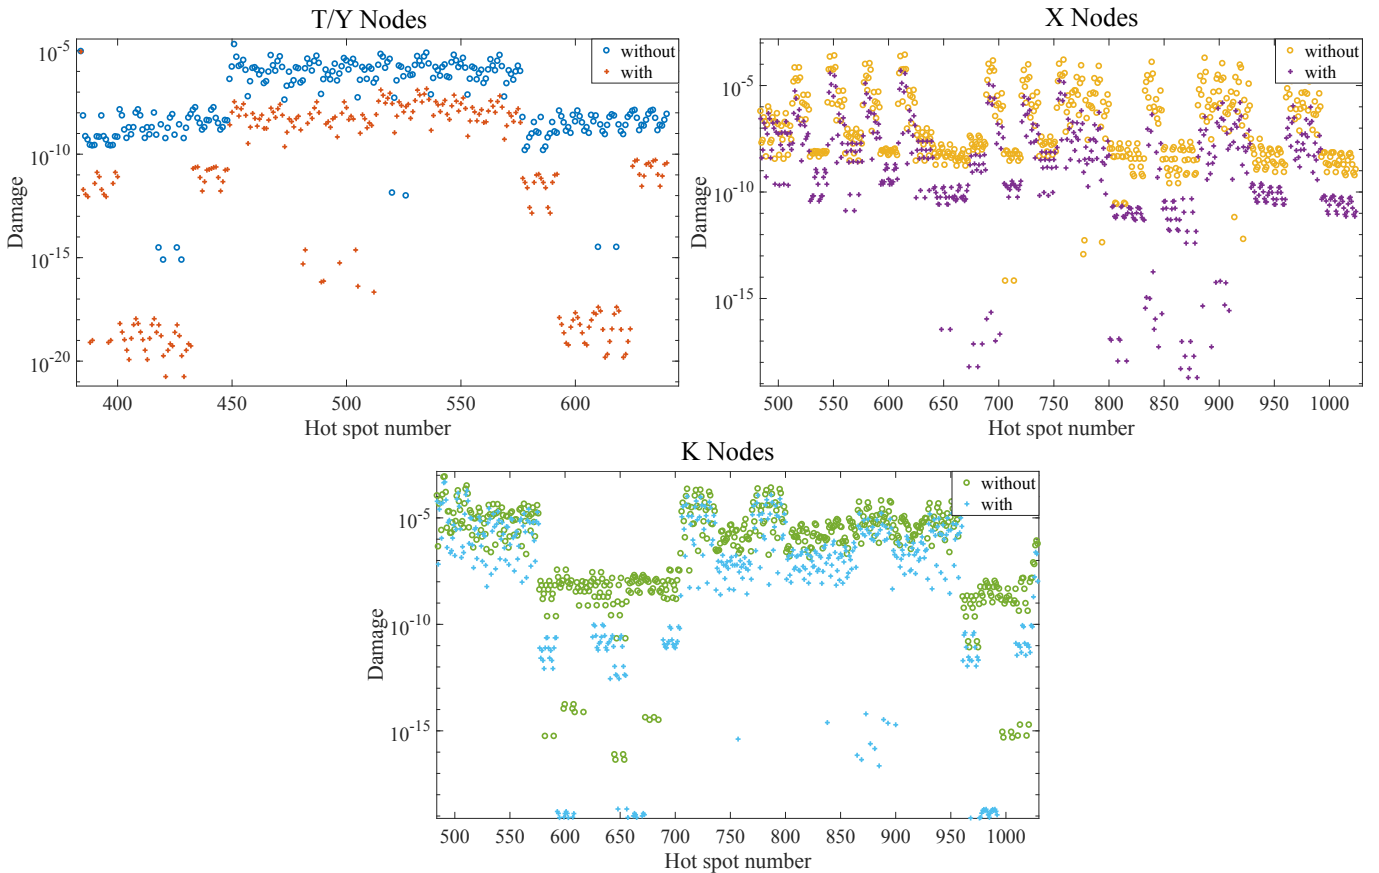 T/Y Nodes
without
with
10^-5
10^-10
10^-15
10^-20
Damage
400 450 500 550 600
Hot spot number
X Nodes
without
with
10^-5
10^-10
10^-15
Damage
500 550 600 650 700 750 800 850 900 950 1000
Hot spot number
K Nodes
without
with
10^-5
10^-10
10^-15
Damage
500 550 600 650 700 750 800 850 900 950 1000
Hot spot number